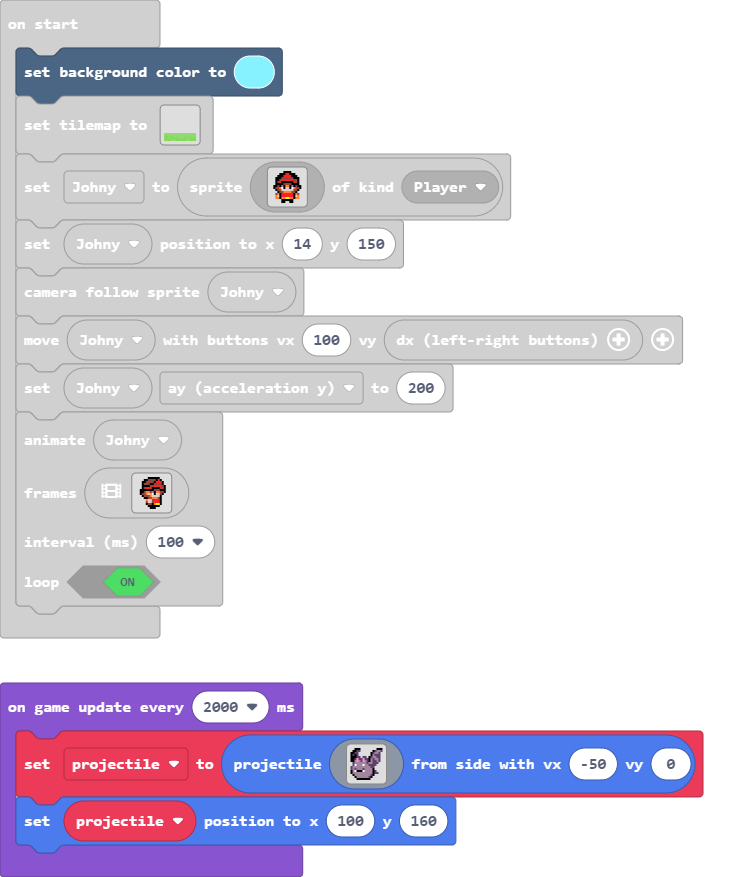 on start
set background color to
set tilemap to
set Johny to sprite of kind Player
set Johny position to x 14 y 150
camera follow sprite Johny
move Johny with buttons vx 100 vy dx (left-right buttons)
set Johny ay (acceleration y) to 200
animate Johny
frames
interval (ms) 100
loop ON
on game update every 2000 ms
set projectile to projectile from side with vx -50 vy 0
set projectile position to x 100 y 160